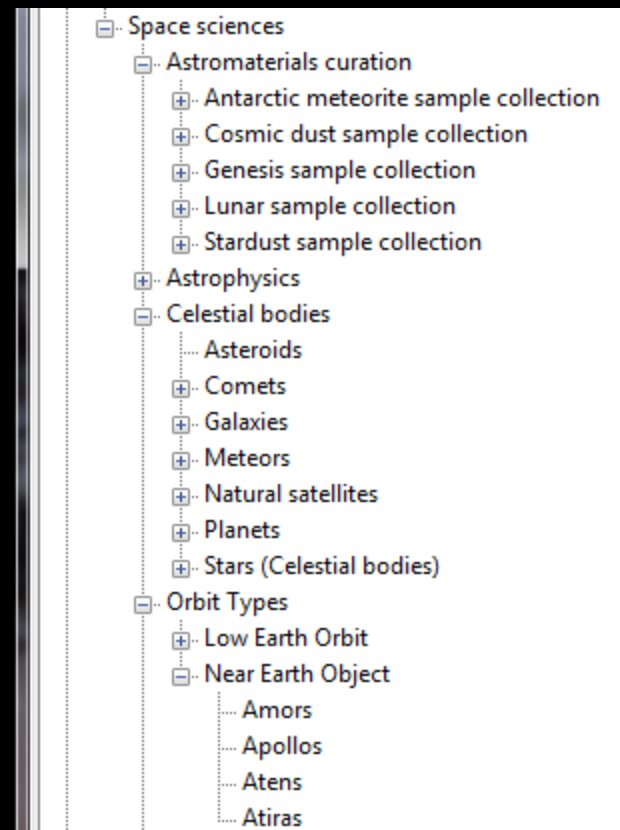 Space sciences
Astromaterials curation
Antarctic meteorite sample collection
Cosmic dust sample collection
Genesis sample collection
Lunar sample collection
Stardust sample collection
Astrophysics
Celestial bodies
Asteroids
Comets
Galaxies
Meteors
Natural satellites
Planets
Stars (Celestial bodies)
Orbit Types
Low Earth Orbit
Near Earth Object
Amors
Apollos
Atens
Atiras